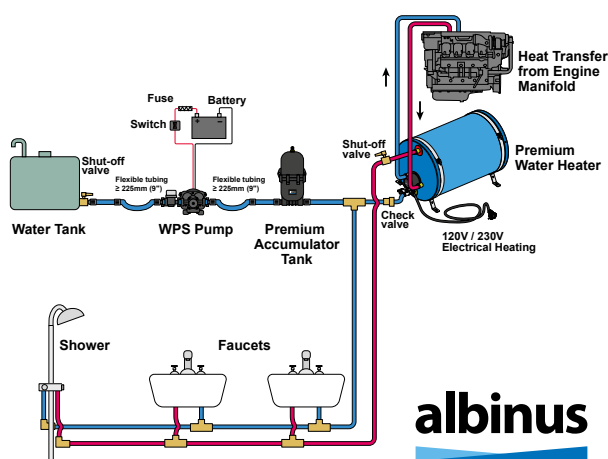 Heat Transfer
from Engine
Manifold
Fuse
Battery
Switch
Shut-off
valve
Premium
Water Heater
Shut-off
valve
Flexible tubing
≥ 225mm (9")
Flexible tubing
≥ 225mm (9")
Water Tank
WPS Pump
Premium
Accumulator
Tank
Check
valve
120V / 230V
Electrical Heating
Shower
Faucets
albinus